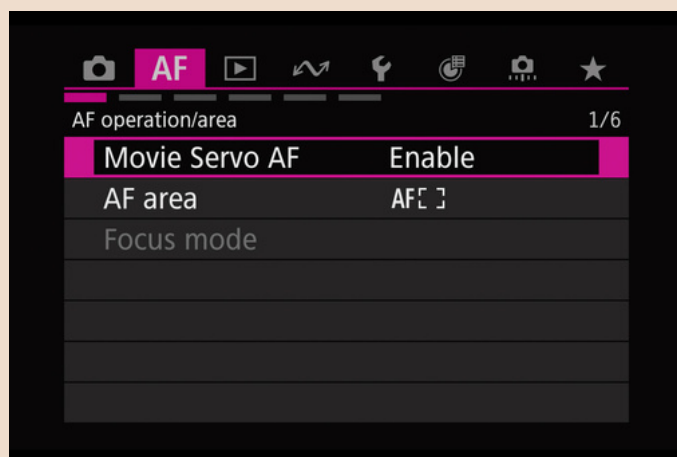 AF
AF operation/area 1/6
Movie Servo AF Enable
AF area AF[ ]
Focus mode